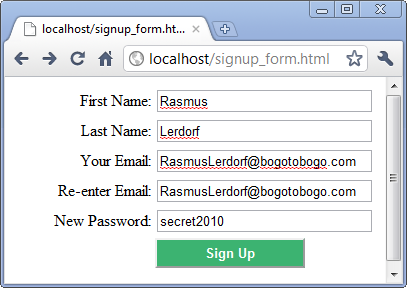 localhost/signup_form.ht...
localhost/signup_form.html
First Name: Rasmus
Last Name: Lerdorf
Your Email: RasmusLerdorf@bogotobogo.com
Re-enter Email: RasmusLerdorf@bogotobogo.com
New Password: secret2010
Sign Up